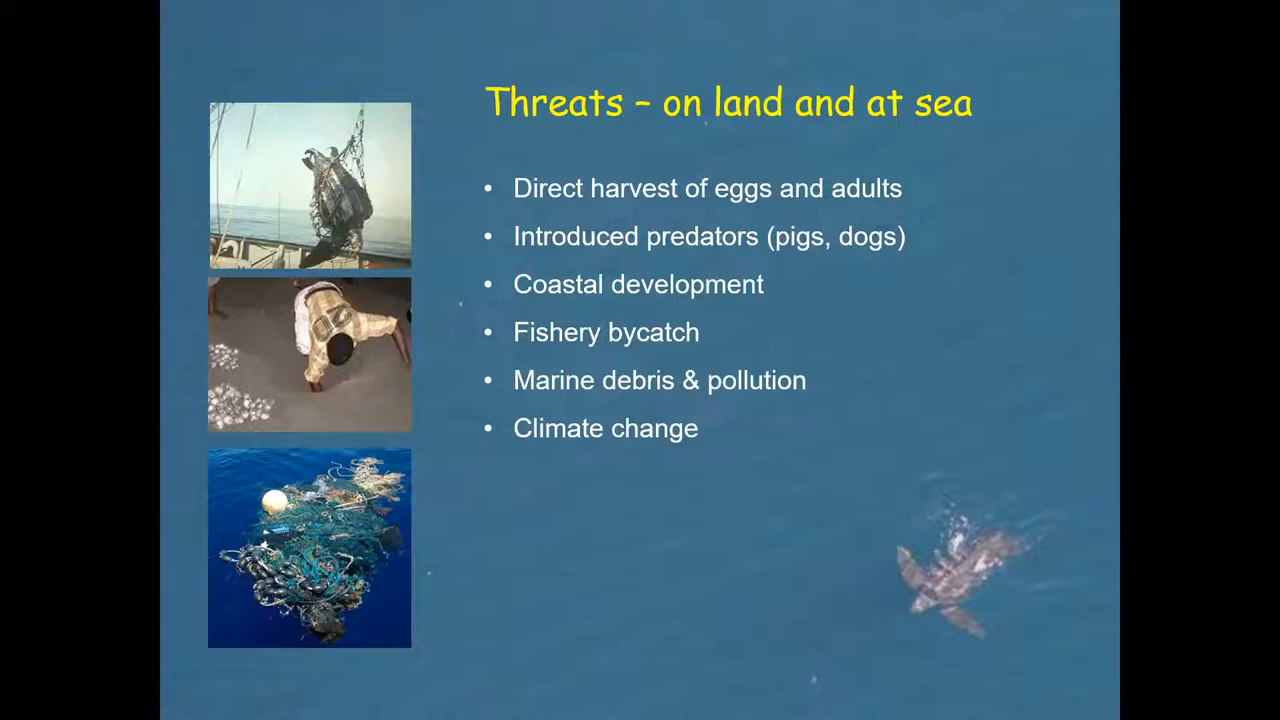 Threats – on land and at sea
• Direct harvest of eggs and adults
• Introduced predators (pigs, dogs)
• Coastal development
• Fishery bycatch
• Marine debris & pollution
• Climate change